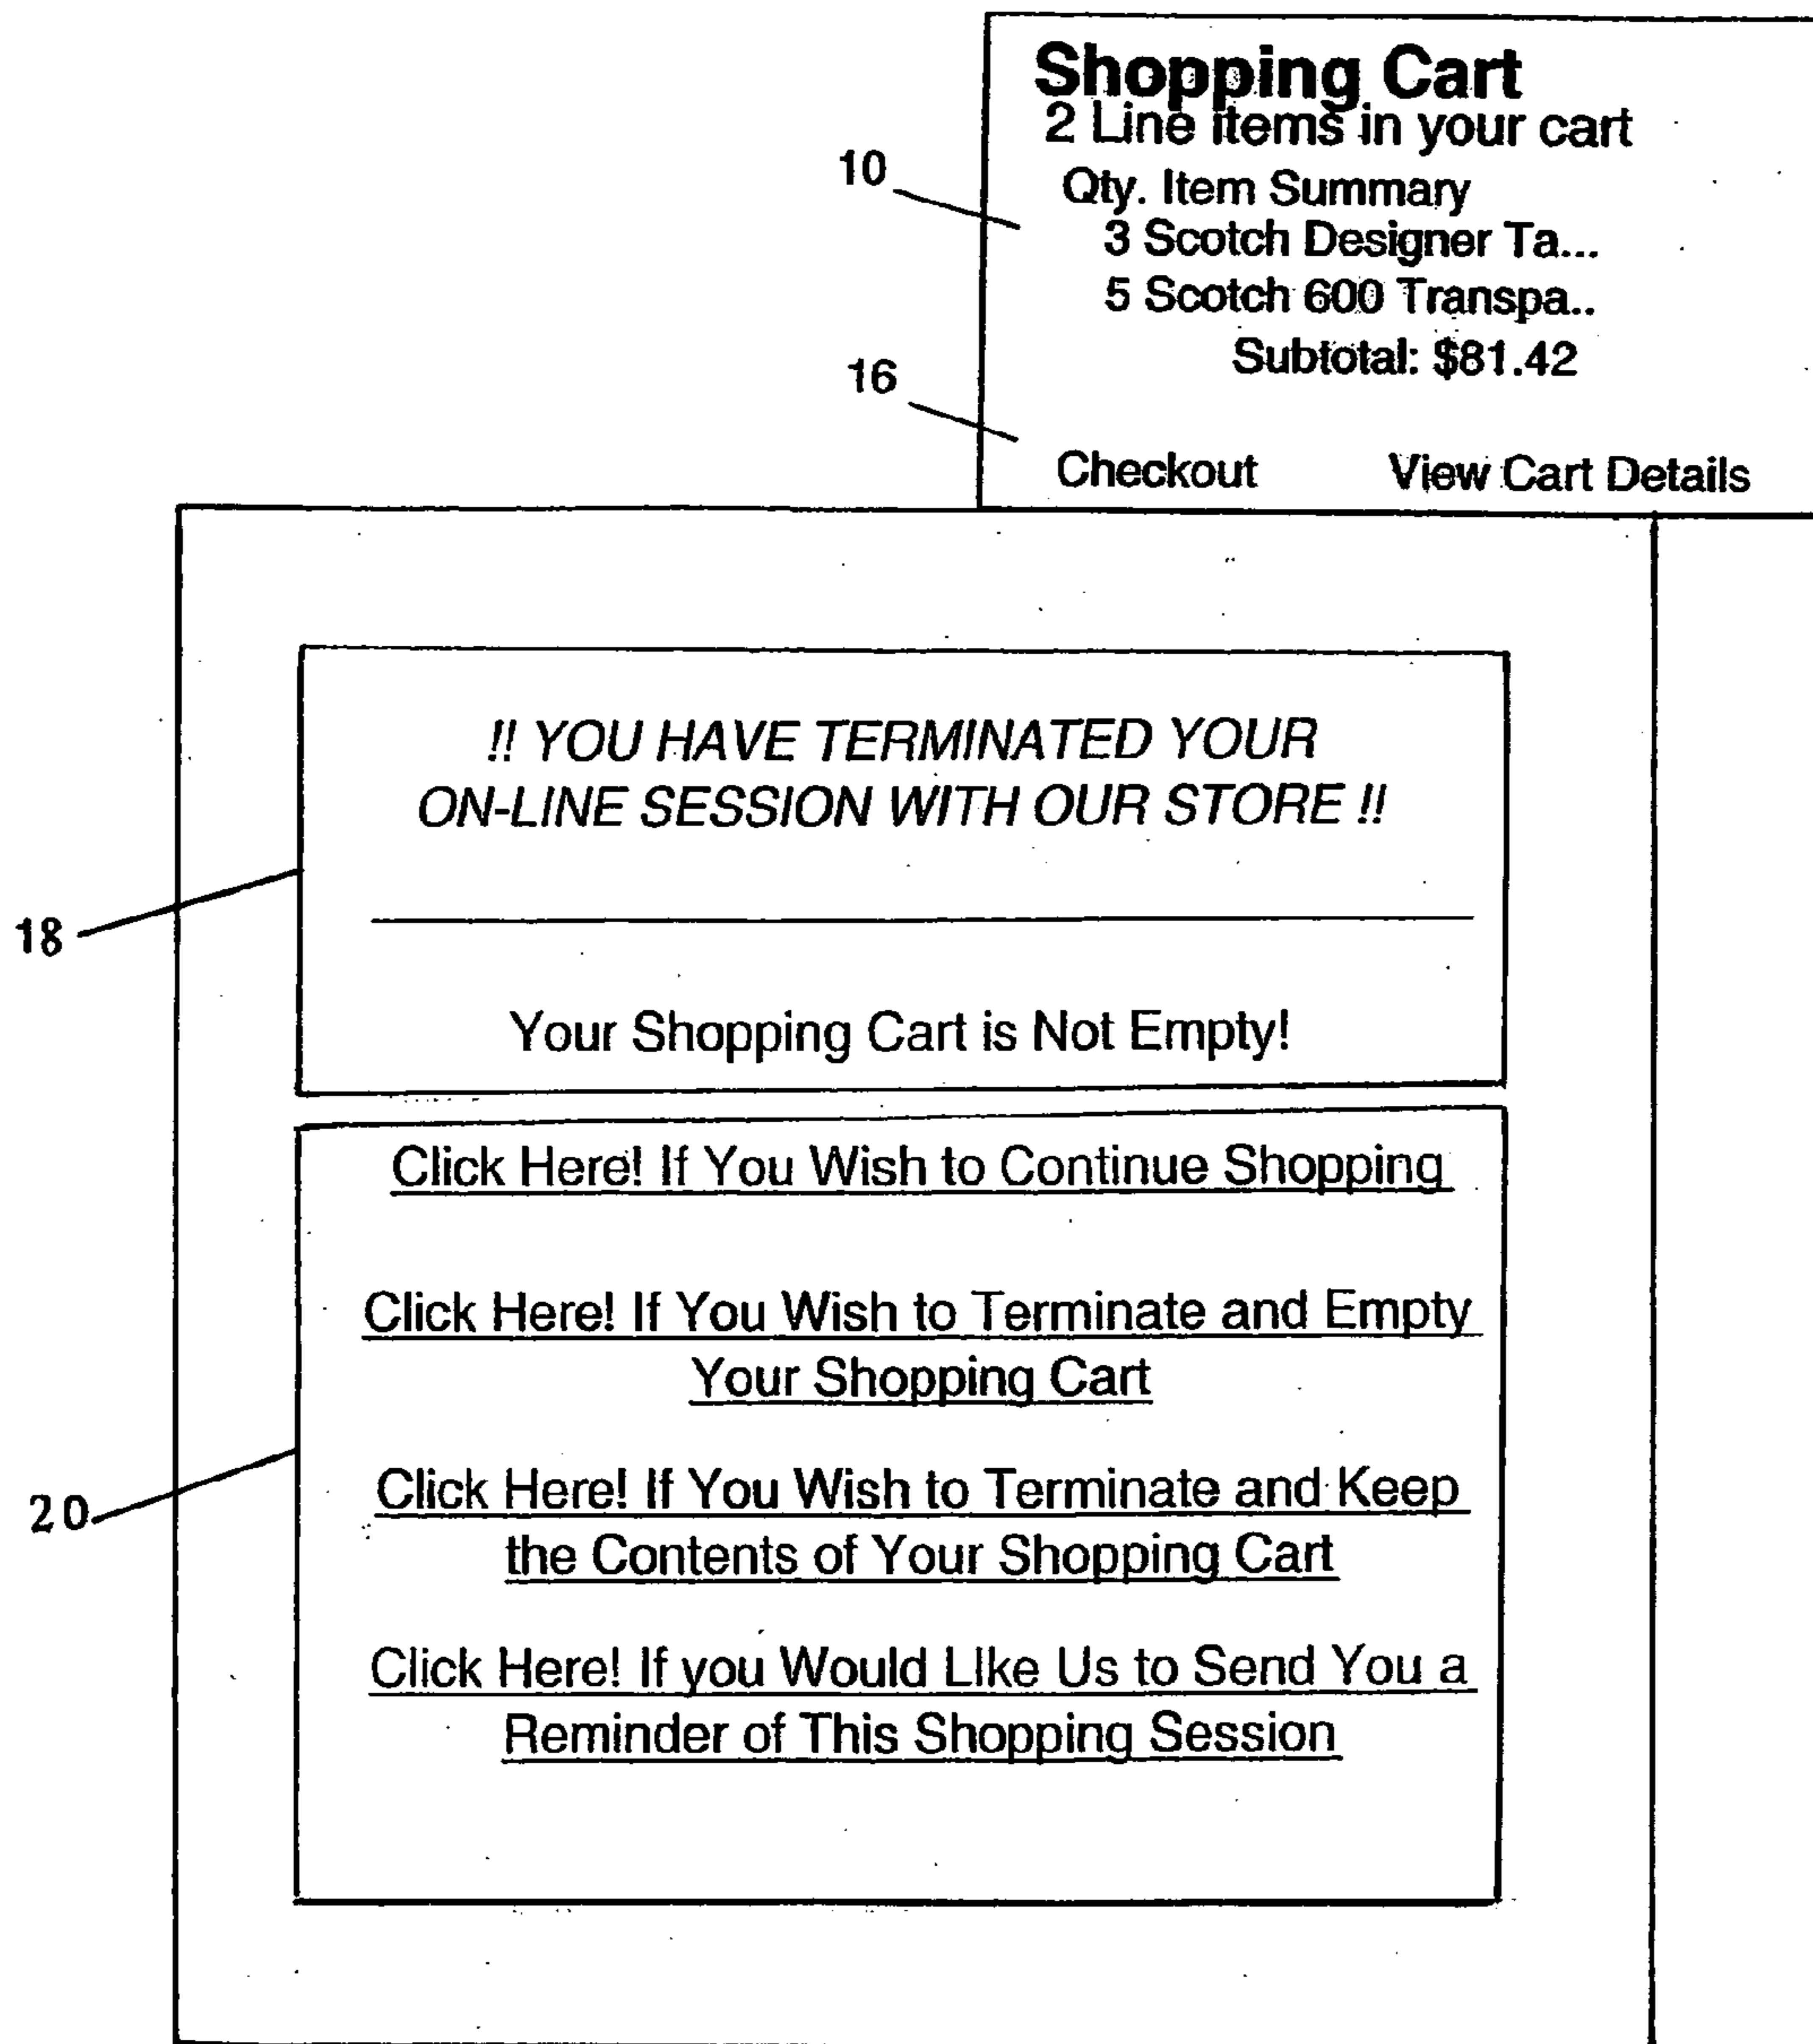 Shopping Cart
2 Line items in your cart
10
Qty. Item Summary
3 Scotch Designer Ta...
5 Scotch 600 Transpa..
Subtotal: $81.42
16
Checkout View Cart Details
!! YOU HAVE TERMINATED YOUR
ON-LINE SESSION WITH OUR STORE !!
18
Your Shopping Cart is Not Empty!
Click Here! If You Wish to Continue Shopping
Click Here! If You Wish to Terminate and Empty
Your Shopping Cart
Click Here! If You Wish to Terminate and Keep
20
the Contents of Your Shopping Cart
Click Here! If you Would LIke Us to Send You a
Reminder of This Shopping Session